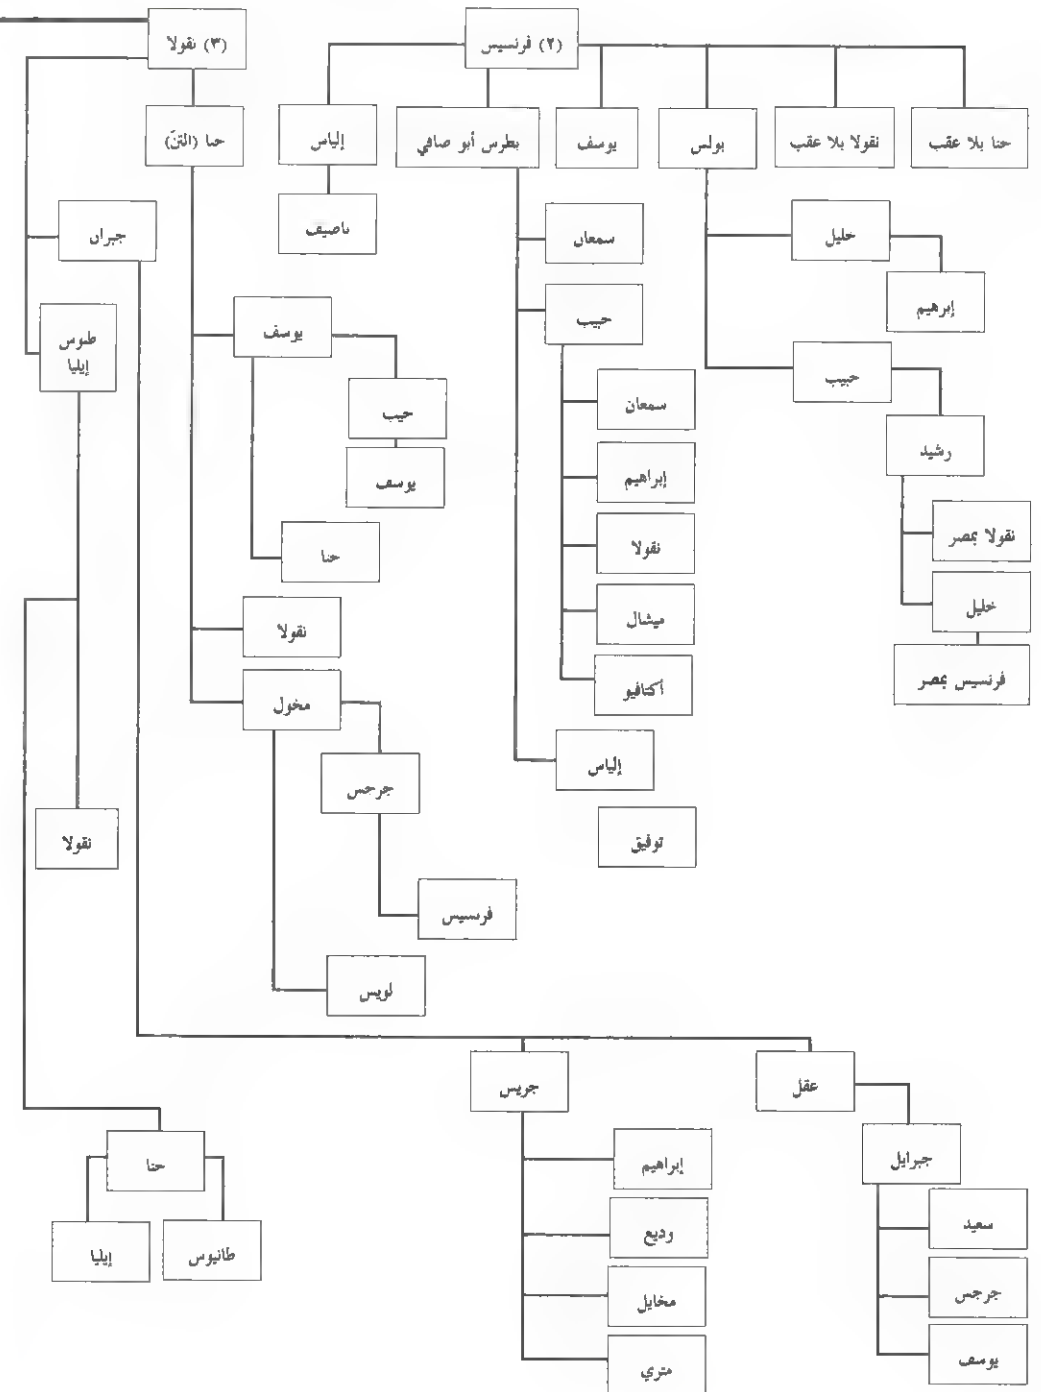 (٢) فرنسيس
(٣) نقولا
حنا بلا عقب
نقولا بلا عقب
بولس
يوسف
بطرس أبو صافي
إلياس
حنا (التنّ)
خليل
سمعان
ناصيف
جبران
إبرهيم
حبيب
يوسف
طنوس
إيليا
حبيب
سمعان
حبيب
رشيد
إبراهيم
يوسف
نقولا بمصر
نقولا
حنا
خليل
ميشال
نقولا
فرنسيس بمصر
أكتافيو
مخول
إلياس
جرجس
توفيق
نقولا
فرنسيس
لويس
عقل
جريس
جبرايل
إبراهيم
حنا
سعيد
وديع
طانيوس
إيليا
جرجس
مخايل
يوسف
متري